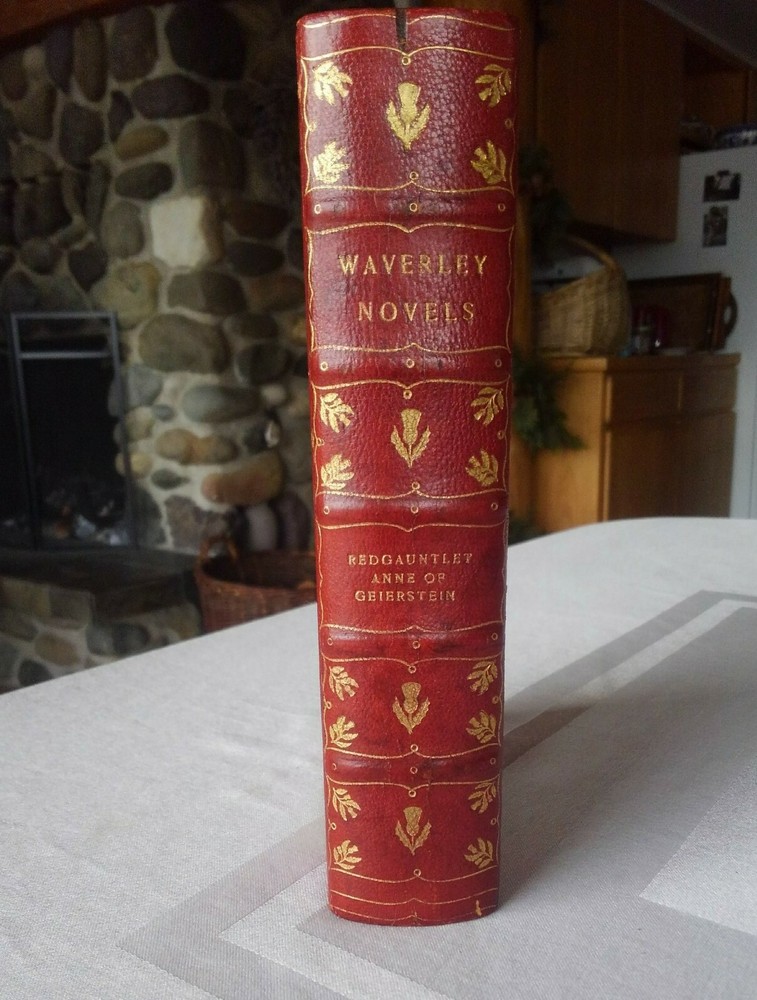 WAVERLEY
NOVELS
REDGAUNTLET
ANNE OF
GEIERSTEIN